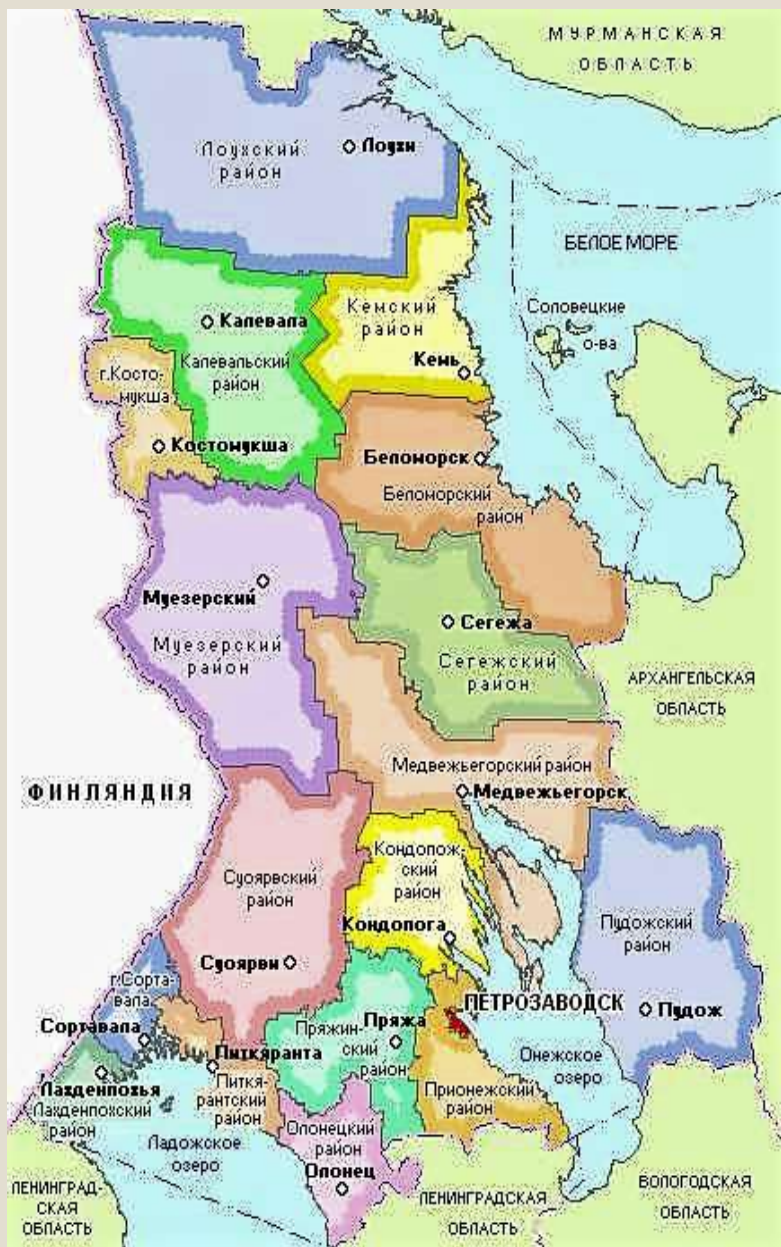 МУРМАНСКАЯ
ОБЛАСТЬ
Лоухский
район
Лоухи
БЕЛОЕ МОРЕ
Кемский
район
Соловецкие
о-ва
Калевала
Кемь
Калевальский
район
г.Косто-
мукша
Костомукша
Беломорск
Беломорский
район
Муезерский
Муезерский
район
Сегежа
Сегежский
район
АРХАНГЕЛЬСКАЯ
ОБЛАСТЬ
ФИНЛЯНДИЯ
Медвежьегорский район
Медвежьегорск
Суоярвский
район
Суоярви
Кондопож-
ский
район
Кондопога
Пудожский
район
Пудож
г.Сорта-
вала
Сортавала
ПЕТРОЗАВОДСК
Пряжа
Пряжин-
ский
район
Питкяранта
Питкя-
рантский
район
Лахденпохья
Лахденпохский
район
Прионежский
район
Онежское
озеро
Ладожское
озеро
Олонецкий
район
Олонец
ЛЕНИНГРАД-
СКАЯ
ОБЛАСТЬ
ЛЕНИНГРАДСКАЯ
ОБЛАСТЬ
ВОЛОГОДСКАЯ
ОБЛАСТЬ